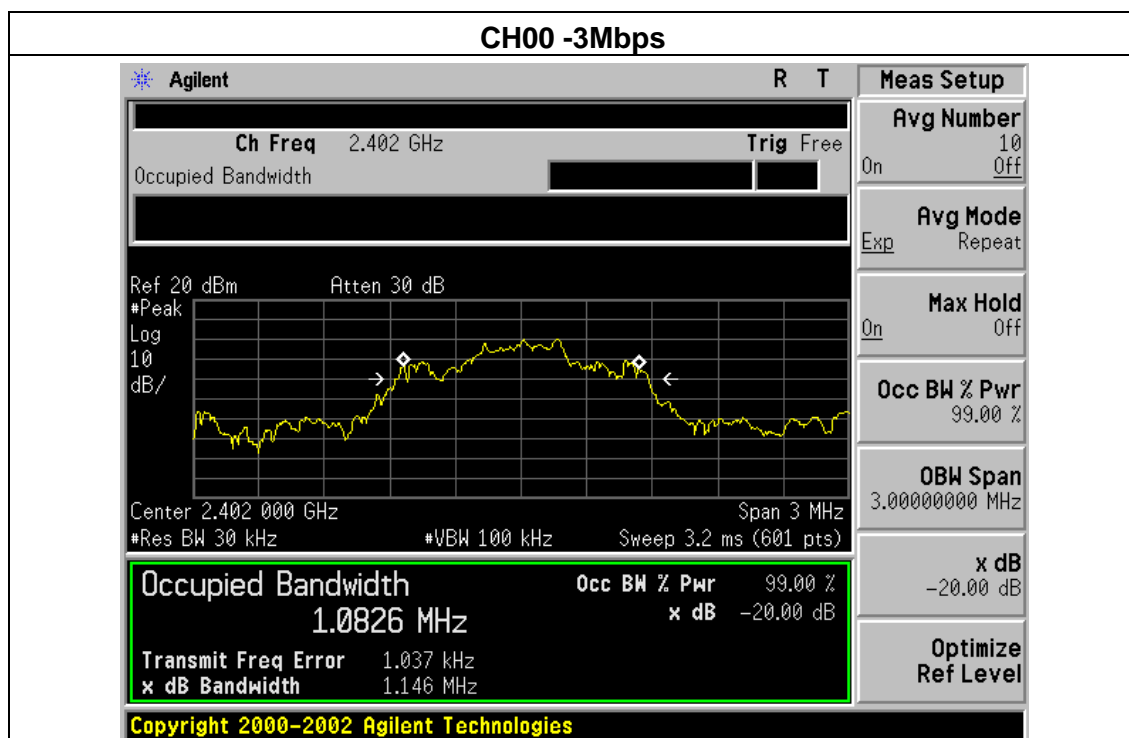 CH00 -3Mbps
Agilent R T
Ch Freq 2.402 GHz Trig Free
Occupied Bandwidth
Ref 20 dBm Atten 30 dB
#Peak
Log
10
dB/
Center 2.402 000 GHz Span 3 MHz
#Res BW 30 kHz #VBW 100 kHz Sweep 3.2 ms (601 pts)
Occupied Bandwidth Occ BW % Pwr 99.00 %
1.0826 MHz x dB -20.00 dB
Transmit Freq Error 1.037 kHz
x dB Bandwidth 1.146 MHz
Copyright 2000-2002 Agilent Technologies
Meas Setup
Avg Number
10
On Off
Avg Mode
Exp Repeat
Max Hold
On Off
Occ BW % Pwr
99.00 %
OBW Span
3.00000000 MHz
x dB
-20.00 dB
Optimize
Ref Level